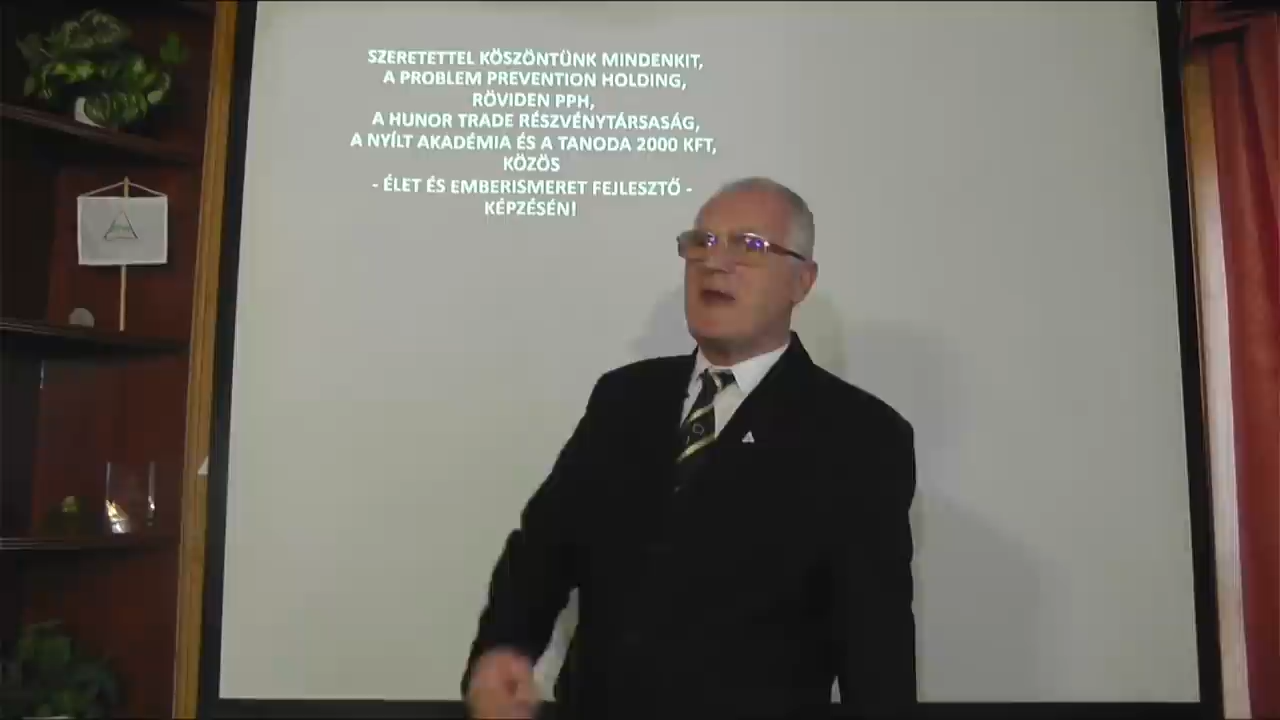 SZERETETTEL KÖSZÖNTÜNK MINDENKIT,
A PROBLEM PREVENTION HOLDING,
RÖVIDEN PPH,
A HUNOR TRADE RÉSZVÉNYTÁRSASÁG,
A NYÍLT AKADÉMIA ÉS A TANODA 2000 KFT,
KÖZÖS
- ÉLET ÉS EMBERISMERET FEJLESZTŐ -
KÉPZÉSÉN!